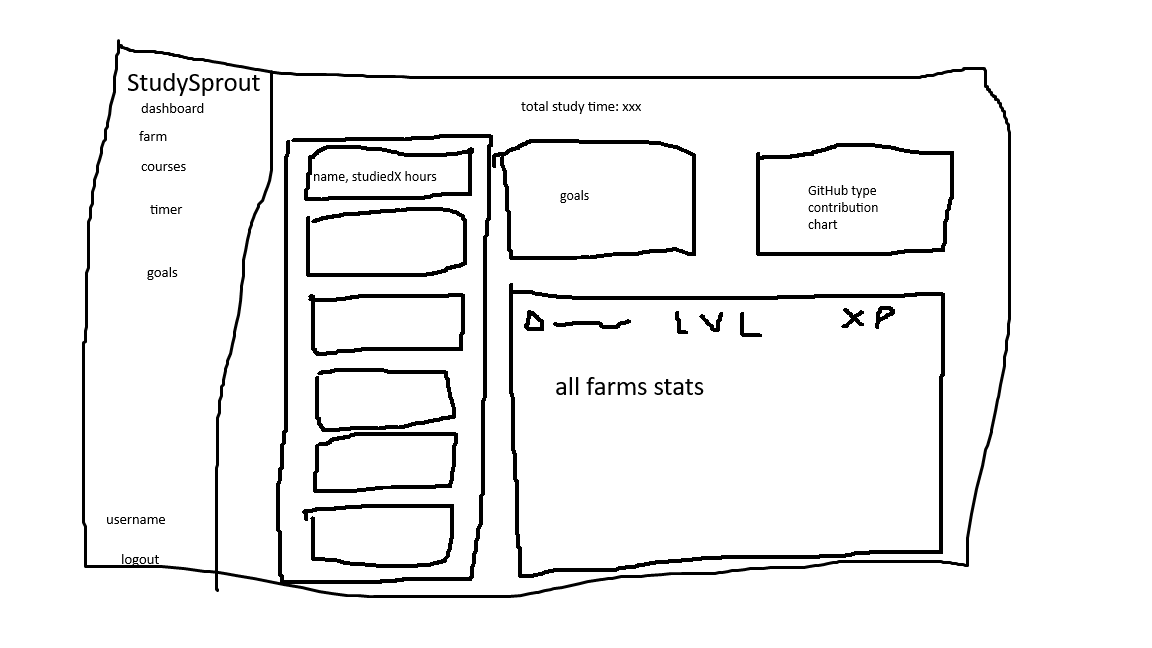 StudySprout
dashboard
farm
courses
timer
goals
username
logout
total study time: xxx
name, studiedX hours
goals
GitHub type
contribution
chart
LVL XP
all farms stats